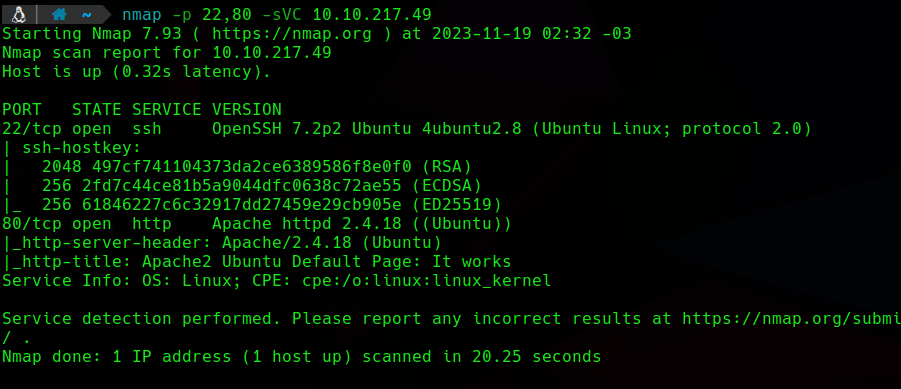 ~ nmap -p 22,80 -sVC 10.10.217.49
Starting Nmap 7.93 ( https://nmap.org ) at 2023-11-19 02:32 -03
Nmap scan report for 10.10.217.49
Host is up (0.32s latency).

PORT   STATE SERVICE VERSION
22/tcp open  ssh     OpenSSH 7.2p2 Ubuntu 4ubuntu2.8 (Ubuntu Linux; protocol 2.0)
| ssh-hostkey:
|   2048 497cf741104373da2ce6389586f8e0f0 (RSA)
|   256 2fd7c44ce81b5a9044dfc0638c72ae55 (ECDSA)
|_  256 61846227c6c32917dd27459e29cb905e (ED25519)
80/tcp open  http    Apache httpd 2.4.18 ((Ubuntu))
|_http-server-header: Apache/2.4.18 (Ubuntu)
|_http-title: Apache2 Ubuntu Default Page: It works
Service Info: OS: Linux; CPE: cpe:/o:linux:linux_kernel

Service detection performed. Please report any incorrect results at https://nmap.org/submi
/ .
Nmap done: 1 IP address (1 host up) scanned in 20.25 seconds